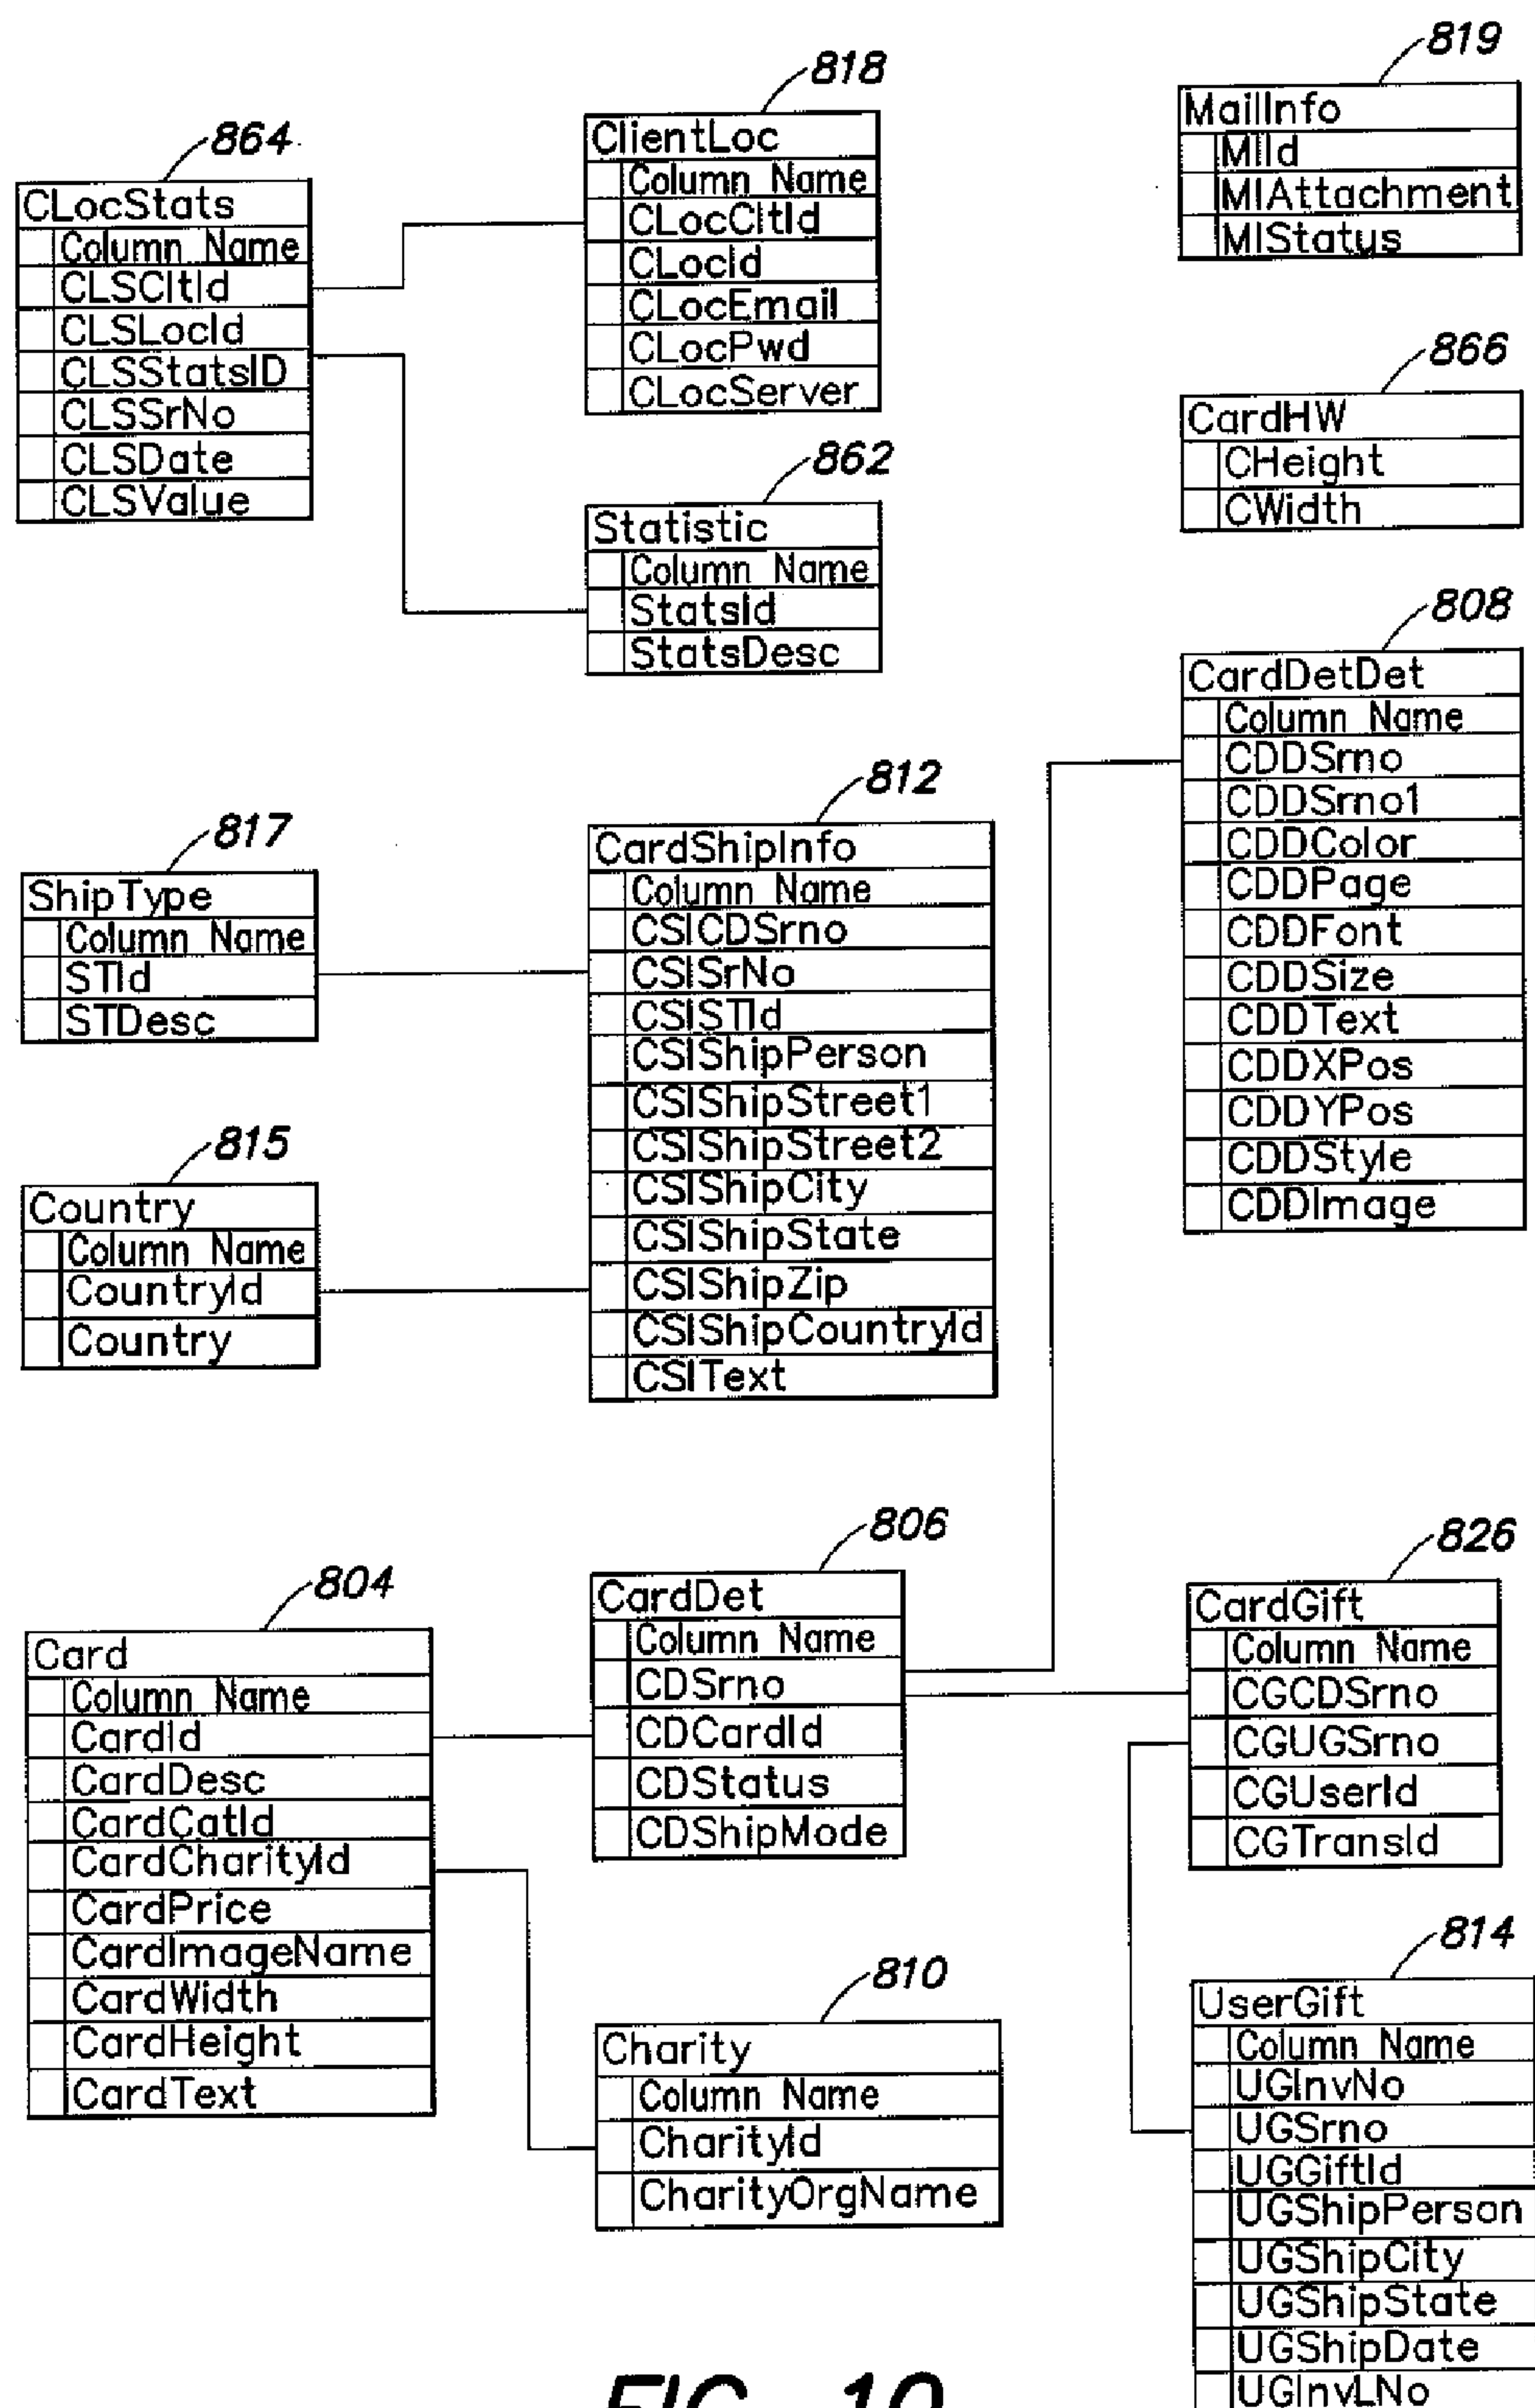 864
CLocStats
Column Name
CLSCltId
CLSLocId
CLSStatsID
CLSSrNo
CLSDate
CLSValue
818
ClientLoc
Column Name
CLocCltId
CLocId
CLocEmail
CLocPwd
CLocServer
819
MailInfo
MIId
MIAttachment
MIStatus
866
CardHW
CHeight
CWidth
862
Statistic
Column Name
StatsId
StatsDesc
808
CardDetDet
Column Name
CDDSrno
CDDSrno1
CDDColor
CDDPage
CDDFont
CDDSize
CDDText
CDDXPos
CDDYPos
CDDStyle
CDDImage
817
ShipType
Column Name
STId
STDesc
812
CardShipInfo
Column Name
CSICDSrno
CSISrNo
CSISTId
CSIShipPerson
CSIShipStreet1
CSIShipStreet2
CSIShipCity
CSIShipState
CSIShipZip
CSIShipCountryId
CSIText
815
Country
Column Name
CountryId
Country
804
Card
Column Name
CardId
CardDesc
CardCatId
CardCharityId
CardPrice
CardImageName
CardWidth
CardHeight
CardText
806
CardDet
Column Name
CDSrno
CDCardId
CDStatus
CDShipMode
826
CardGift
Column Name
CGCDSrno
CGUGSrno
CGUserId
CGTransId
810
Charity
Column Name
CharityId
CharityOrgName
814
UserGift
Column Name
UGInvNo
UGSrno
UGGiftId
UGShipPerson
UGShipCity
UGShipState
UGShipDate
UGInvLNo
FIG. 10